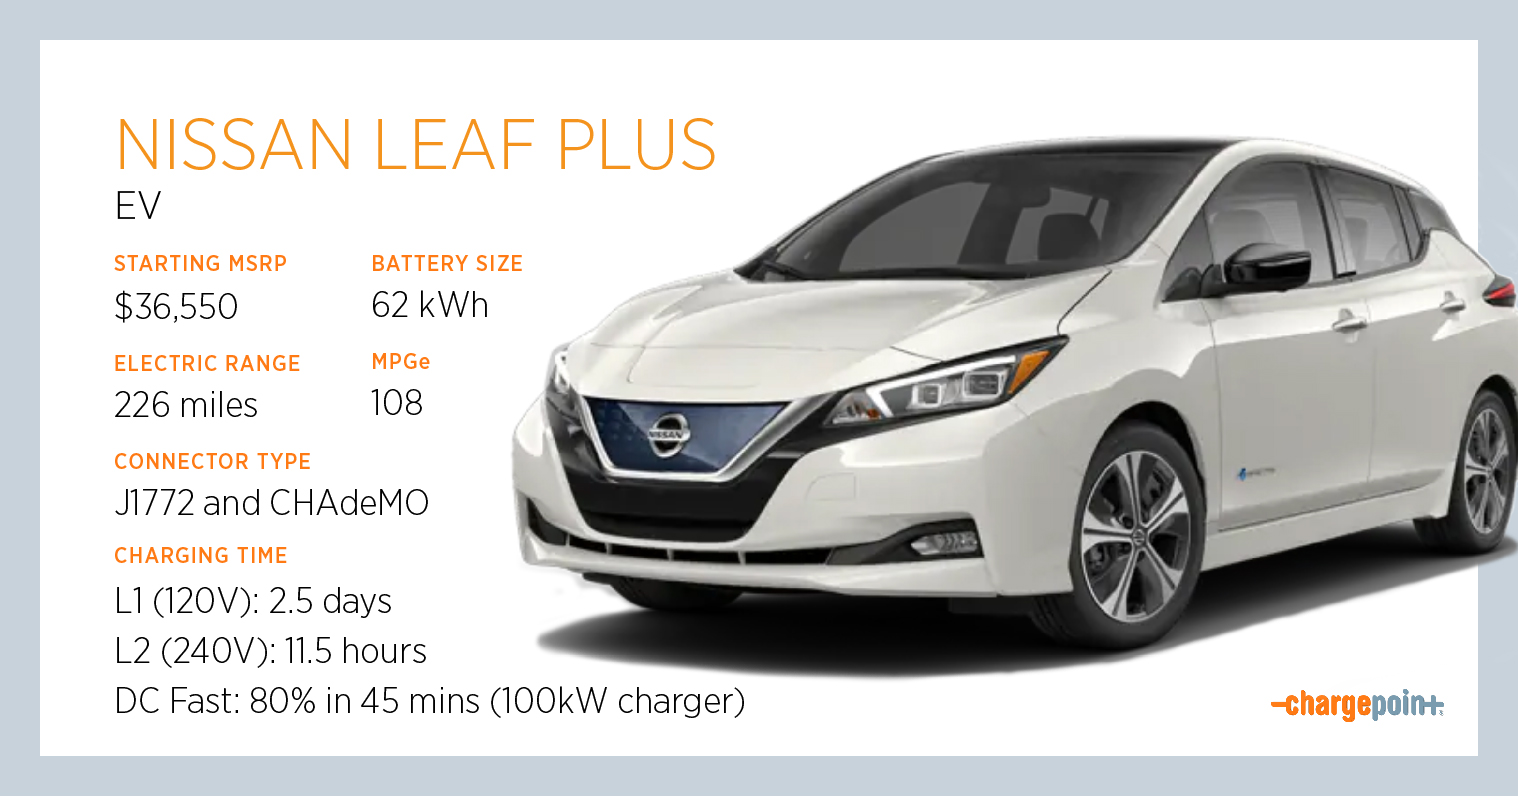 NISSAN LEAF PLUS
EV
STARTING MSRP
$36,550
BATTERY SIZE
62 kWh
ELECTRIC RANGE
226 miles
MPGe
108
CONNECTOR TYPE
J1772 and CHAdeMO
CHARGING TIME
L1 (120V): 2.5 days
L2 (240V): 11.5 hours
DC Fast: 80% in 45 mins (100kW charger)
NISSAN
chargepoint